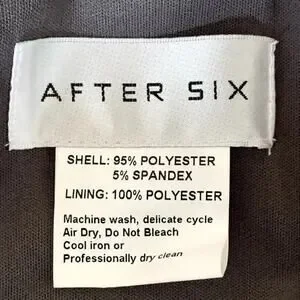 AFTER SIX
SHELL: 95% POLYESTER
5% SPANDEX
LINING: 100% POLYESTER
Machine wash, delicate cycle
Air Dry, Do Not Bleach
Cool iron or
Professionally dry clean